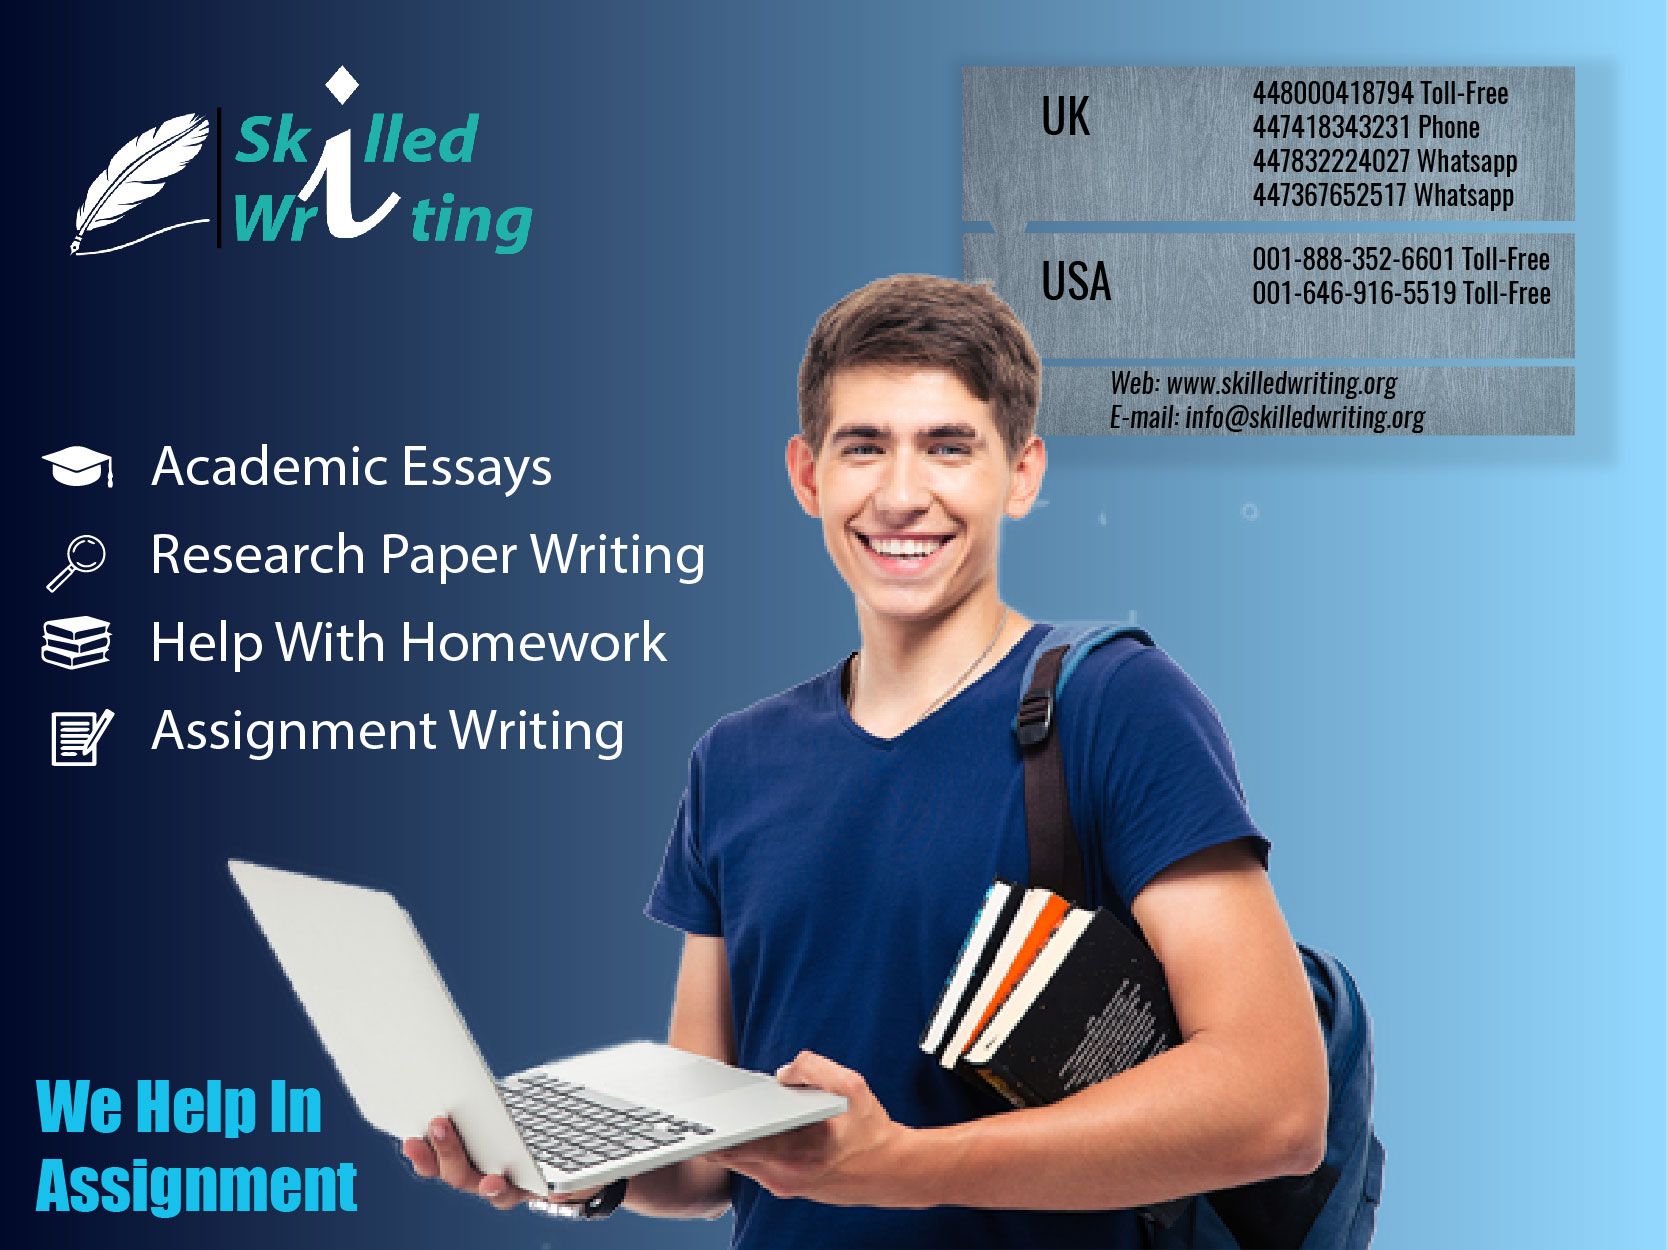 Skilled
Writing
UK
448000418794 Toll-Free
447418343231 Phone
447832224027 Whatsapp
447367652517 Whatsapp
USA
001-888-352-6601 Toll-Free
001-646-916-5519 Toll-Free
Web: www.skilledwriting.org
E-mail: info@skilledwriting.org
Academic Essays
Research Paper Writing
Help With Homework
Assignment Writing
We Help In
Assignment